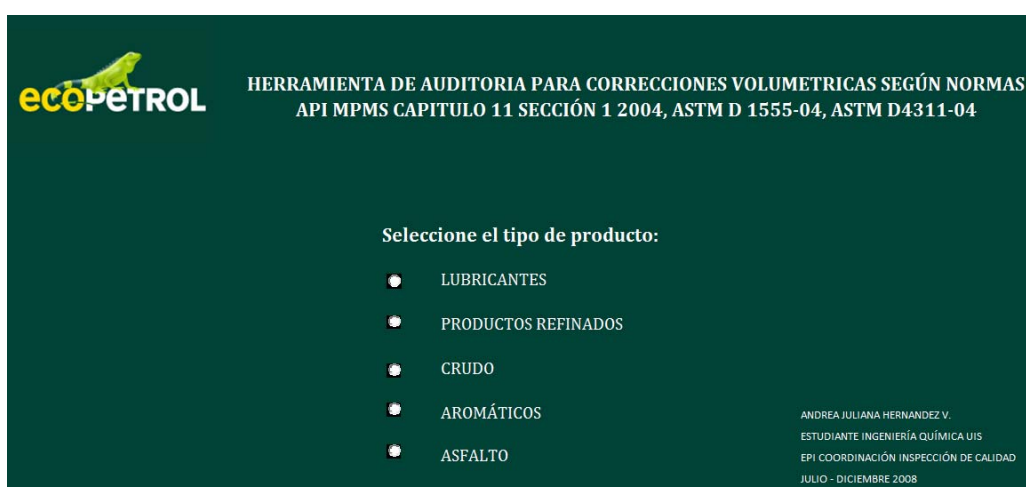 ecopetrol
HERRAMIENTA DE AUDITORIA PARA CORRECCIONES VOLUMETRICAS SEGÚN NORMAS
API MPMS CAPITULO 11 SECCIÓN 1 2004, ASTM D 1555-04, ASTM D4311-04
Seleccione el tipo de producto:
LUBRICANTES
PRODUCTOS REFINADOS
CRUDO
AROMÁTICOS
ASFALTO
ANDREA JULIANA HERNANDEZ V.
ESTUDIANTE INGENIERÍA QUÍMICA UIS
EPI COORDINACIÓN INSPECCIÓN DE CALIDAD
JULIO - DICIEMBRE 2008